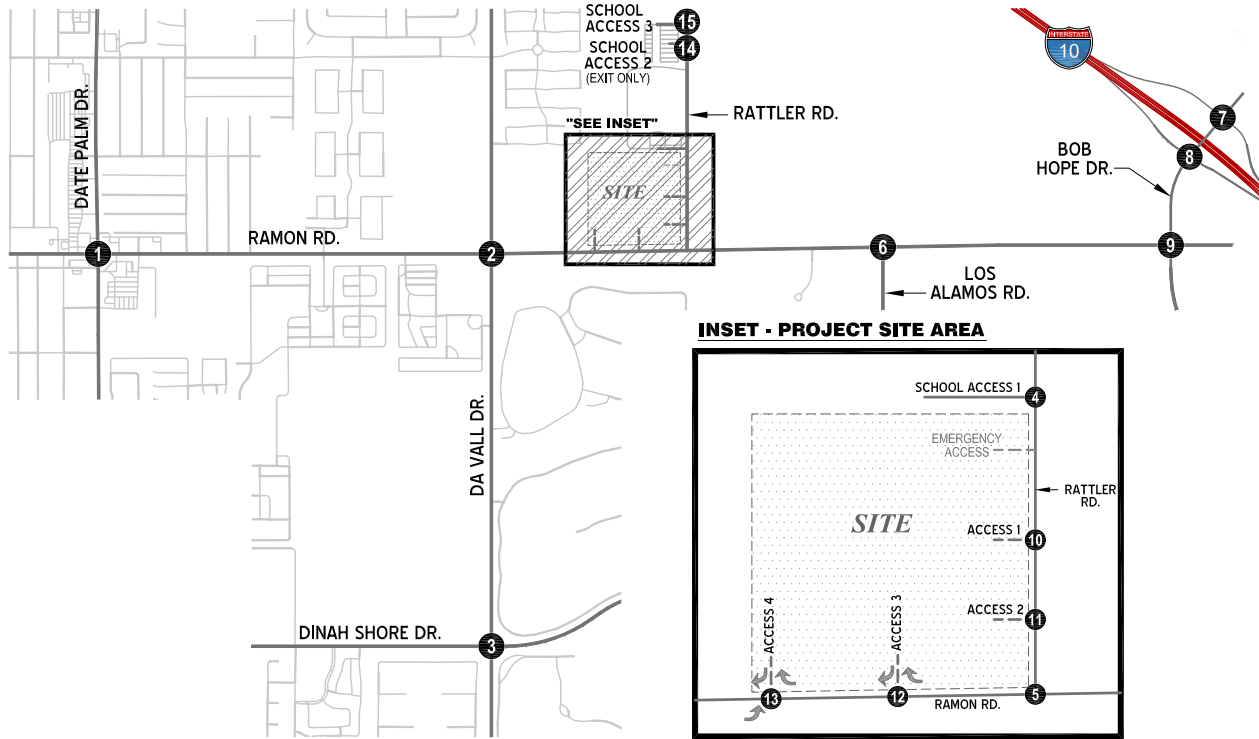 SCHOOL
ACCESS 3
15
14
SCHOOL
ACCESS 2
(EXIT ONLY)
RATTLER RD.
INTERSTATE
10
7
8
BOB
HOPE DR.
DATE PALM DR.
"SEE INSET"
SITE
RAMON RD.
1
2
6
9
LOS
ALAMOS RD.
DA VALL DR.
DINAH SHORE DR.
3
INSET - PROJECT SITE AREA
SCHOOL ACCESS 1
4
EMERGENCY
ACCESS
RATTLER
RD.
SITE
ACCESS 1
10
ACCESS 2
11
ACCESS 4
ACCESS 3
13
12
5
RAMON RD.